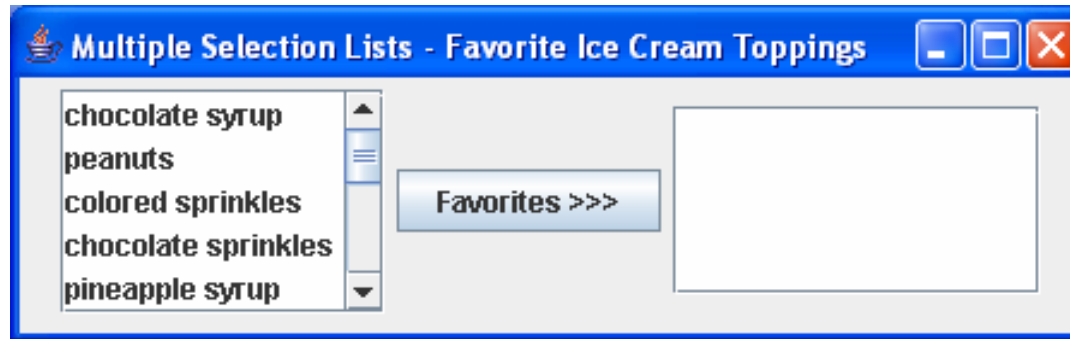 Multiple Selection Lists - Favorite Ice Cream Toppings
chocolate syrup
peanuts
colored sprinkles
chocolate sprinkles
pineapple syrup
Favorites >>>